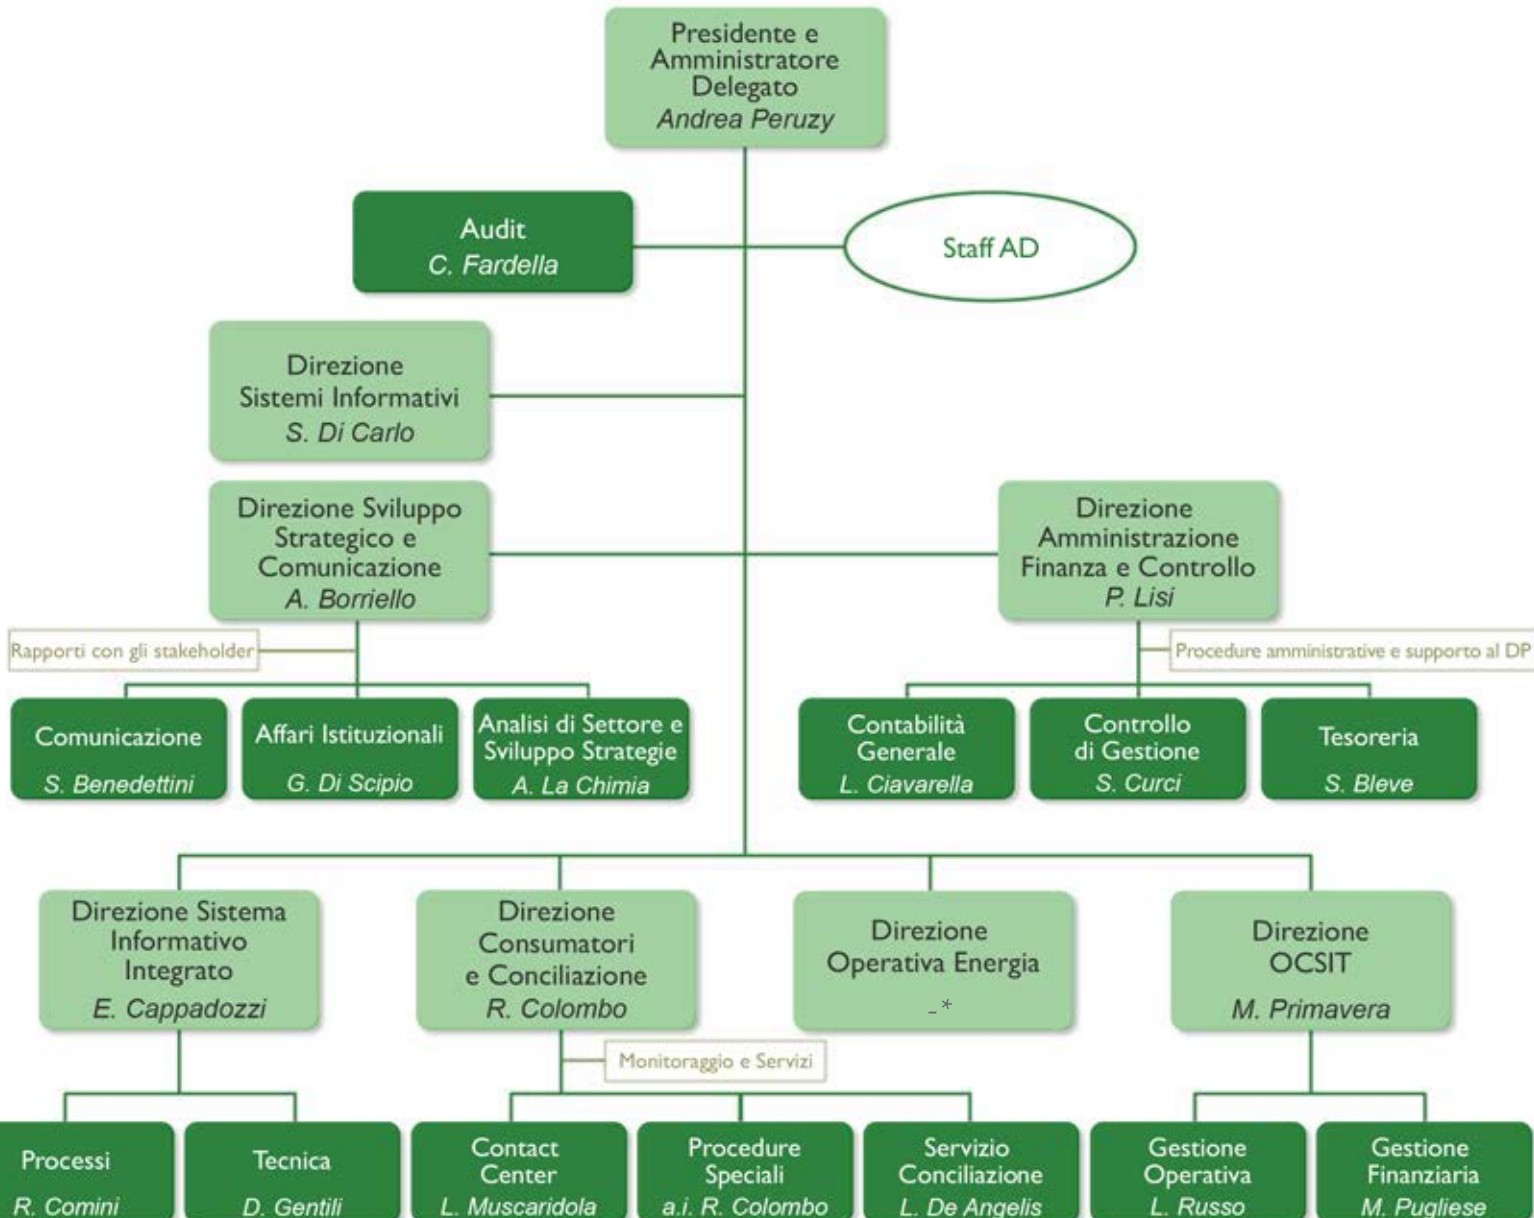 Presidente e
Amministratore
Delegato
Andrea Peruzy
Audit
C. Fardella
Staff AD
Direzione
Sistemi Informativi
S. Di Carlo
Direzione Sviluppo
Strategico e
Comunicazione
A. Borriello
Direzione
Amministrazione
Finanza e Controllo
P. Lisi
Rapporti con gli stakeholder
Procedure amministrative e supporto al DP
Comunicazione
S. Benedettini
Affari Istituzionali
G. Di Scipio
Analisi di Settore e
Sviluppo Strategie
A. La Chimia
Contabilità
Generale
L. Ciavarella
Controllo
di Gestione
S. Curci
Tesoreria
S. Bleve
Direzione Sistema
Informativo
Integrato
E. Cappadozzi
Direzione
Consumatori
e Conciliazione
R. Colombo
Direzione
Operativa Energia
-*
Direzione
OCSIT
M. Primavera
Monitoraggio e Servizi
Processi
R. Comini
Tecnica
D. Gentili
Contact
Center
L. Muscaridola
Procedure
Speciali
a.i. R. Colombo
Servizio
Conciliazione
L. De Angelis
Gestione
Operativa
L. Russo
Gestione
Finanziaria
M. Pugliese